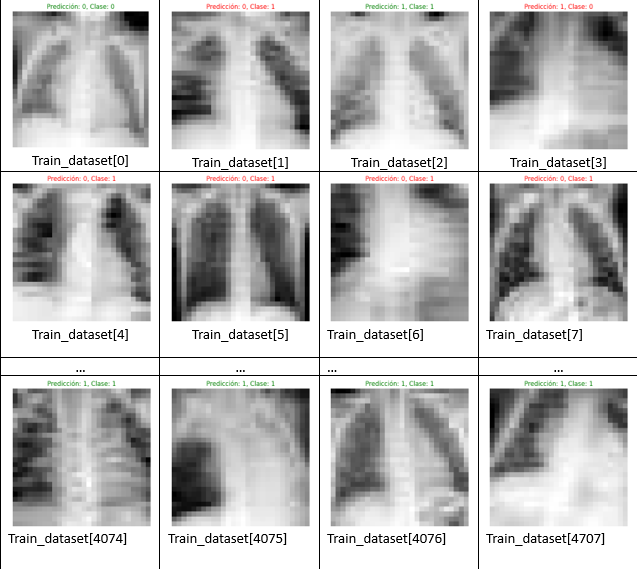 Predicción: 0, Clase: 0
Predicción: 0, Clase: 1
Predicción: 1, Clase: 1
Predicción: 1, Clase: 0
Train_dataset[0]
Train_dataset[1]
Train_dataset[2]
Train_dataset[3]
Predicción: 0, Clase: 1
Predicción: 0, Clase: 1
Predicción: 0, Clase: 1
Predicción: 0, Clase: 1
Train_dataset[4]
Train_dataset[5]
Train_dataset[6]
Train_dataset[7]
...
...
...
...
Predicción: 1, Clase: 1
Predicción: 1, Clase: 1
Predicción: 1, Clase: 1
Predicción: 1, Clase: 1
Train_dataset[4074]
Train_dataset[4075]
Train_dataset[4076]
Train_dataset[4707]